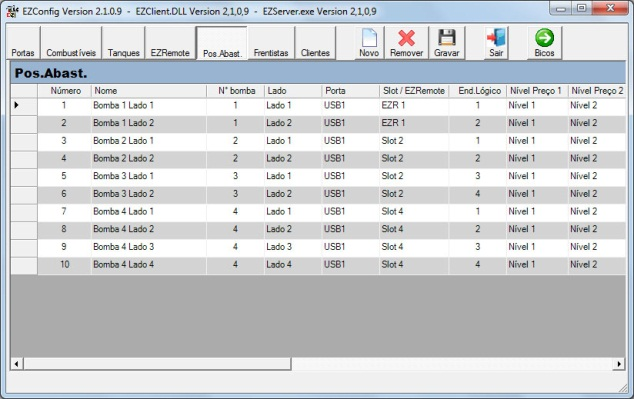 EZConfig Version 2.1.0.9 - EZClient.DLL Version 2,1,0,9 - EZServer.exe Version 2,1,0,9
Portas Combustíveis Tanques EZRemote Pos.Abast. Frentistas Clientes Novo Remover Gravar Sair Bicos
Pos.Abast.
Número Nome N° bomba Lado Porta Slot / EZRemote End.Lógico Nível Preço 1 Nível Preço 2
1 Bomba 1 Lado 1 1 Lado 1 USB1 EZR 1 1 Nível 1 Nível 2
2 Bomba 1 Lado 2 1 Lado 2 USB1 EZR 1 2 Nível 1 Nível 2
3 Bomba 2 Lado 1 2 Lado 1 USB1 Slot 2 1 Nível 1 Nível 2
4 Bomba 2 Lado 2 2 Lado 2 USB1 Slot 2 2 Nível 1 Nível 2
5 Bomba 3 Lado 1 3 Lado 1 USB1 Slot 2 3 Nível 1 Nível 2
6 Bomba 3 Lado 2 3 Lado 2 USB1 Slot 2 4 Nível 1 Nível 2
7 Bomba 4 Lado 1 4 Lado 1 USB1 Slot 4 1 Nível 1 Nível 2
8 Bomba 4 Lado 2 4 Lado 2 USB1 Slot 4 2 Nível 1 Nível 2
9 Bomba 4 Lado 3 4 Lado 3 USB1 Slot 4 3 Nível 1 Nível 2
10 Bomba 4 Lado 4 4 Lado 4 USB1 Slot 4 4 Nível 1 Nível 2